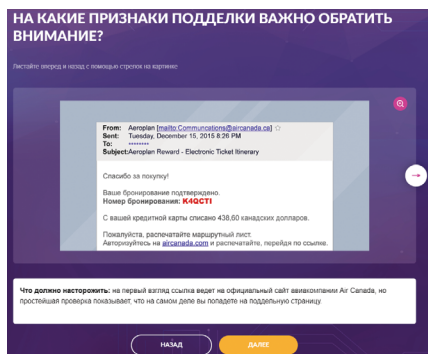 НА КАКИЕ ПРИЗНАКИ ПОДДЕЛКИ ВАЖНО ОБРАТИТЬ
ВНИМАНИЕ?
Листайте вперед и назад с помощью стрелок на картинке
From: Aeroplan [mailto:Communcations@aircanada.ca] ☆
Sent: Tuesday, December 15, 2015 8:26 PM
To: ********
Subject:Aeroplan Reward - Electronic Ticket Itinerary
Спасибо за покупку!
Ваше бронирование подтверждено.
Номер бронирования: K4QCTI
С вашей кредитной карты списано 438,60 канадских долларов.
Пожалуйста, распечатайте маршрутный лист.
Авторизуйтесь на aircanada.com и распечатайте, перейдя по ссылке.
Что должно насторожить: на первый взгляд ссылка ведет на официальный сайт авиакомпании Air Canada, но
простейшая проверка показывает, что на самом деле вы попадете на поддельную страницу.
НАЗАД
ДАЛЕЕ